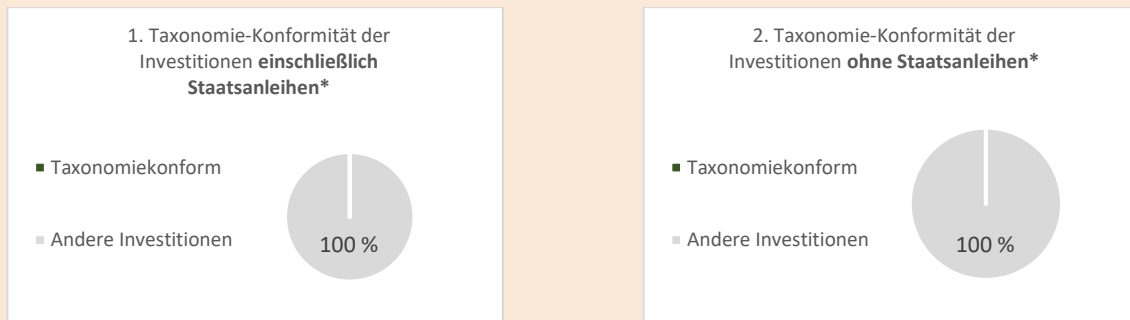 1. Taxonomie-Konformität der
Investitionen einschließlich
Staatsanleihen*
Taxonomiekonform
Andere Investitionen
100 %
2. Taxonomie-Konformität der
Investitionen ohne Staatsanleihen*
Taxonomiekonform
Andere Investitionen
100 %